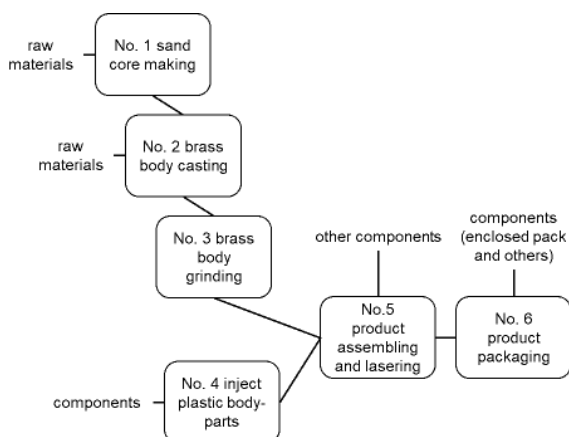 raw
materials
No. 1 sand
core making
raw
materials
No. 2 brass
body casting
No. 3 brass
body
grinding
other components
components
(enclosed pack
and others)
No.5
product
assembling
and lasering
No. 6
product
packaging
components
No. 4 inject
plastic body-
parts